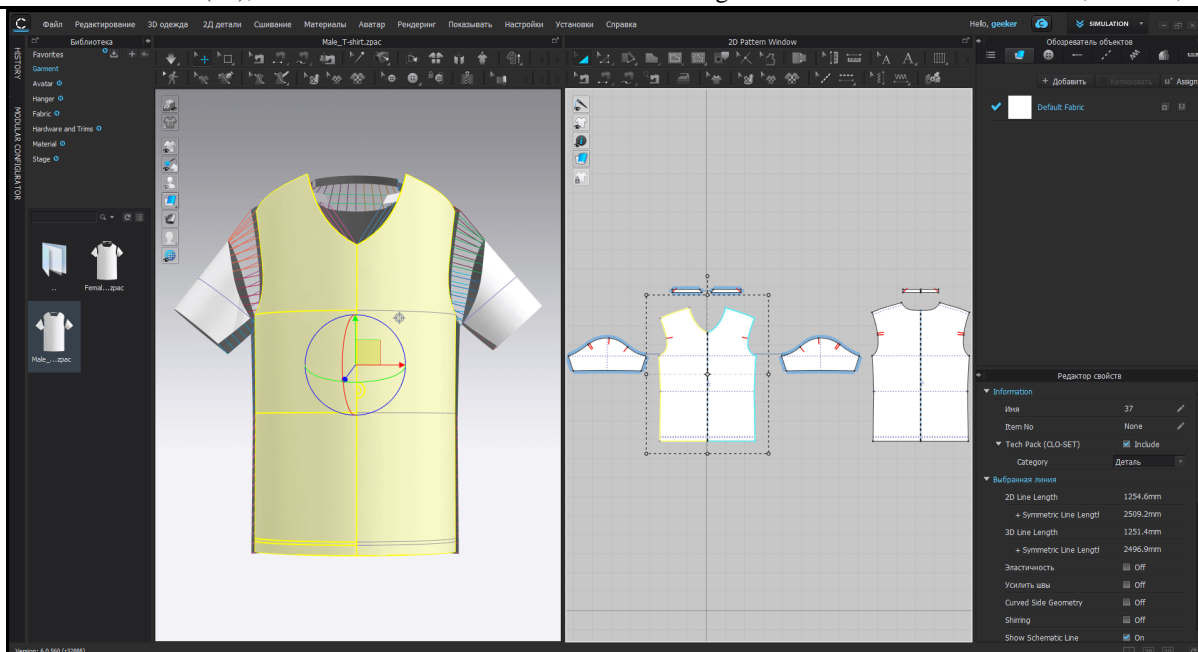 Файл Редактирование 3D одежда 2Д детали Сшивание Материалы Аватар Рендеринг Показывать Настройки Установки Справка
Helo, geeker
SIMULATION
HISTORY
MODULAR CONFIGURATOR
Библиотека
Favorites
Garment
Avatar
Hanger
Fabric
Hardware and Trims
Material
Stage
..
Femal...zpac
Male_...zpac
Male_T-shirt.zpac
2D Pattern Window
Обозреватель объектов
+ Добавить
Копировать
Assign
Default Fabric
Редактор свойств
Information
Имя 37
Item No None
Tech Pack (CLO-SET) Include
Category Деталь
Выбранная линия
2D Line Length 1254.6mm
+ Symmetric Line Lengtl 2509.2mm
3D Line Length 1251.4mm
+ Symmetric Line Lengtl 2496.9mm
Эластичность Off
Усилить швы Off
Curved Side Geometry Off
Shirring Off
Show Schematic Line On